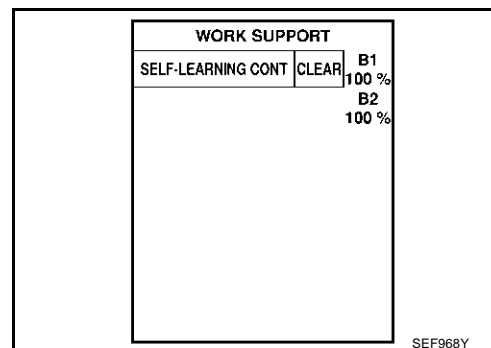 WORK SUPPORT
SELF-LEARNING CONT CLEAR B1
100 %
B2
100 %
SEF968Y